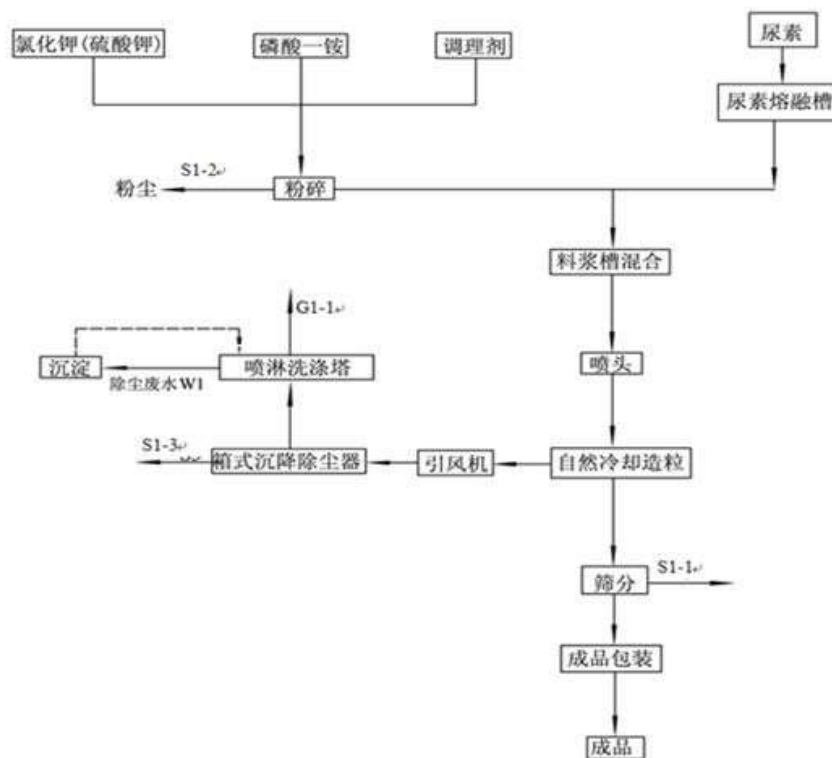 氯化钾(硫酸钾)
磷酸一铵
调理剂
尿素
尿素熔融槽
S1-2
粉尘
粉碎
料浆槽混合
G1-1
沉淀
喷淋洗涤塔
除尘废水W1
喷头
S1-3
箱式沉降除尘器
引风机
自然冷却造粒
筛分
S1-1
成品包装
成品